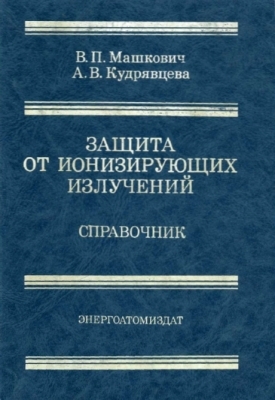 В. П. Машкович
А. В. Кудрявцева
ЗАЩИТА
ОТ ИОНИЗИРУЮЩИХ
ИЗЛУЧЕНИЙ
СПРАВОЧНИК
ЭНЕРГОАТОМИЗДАТ